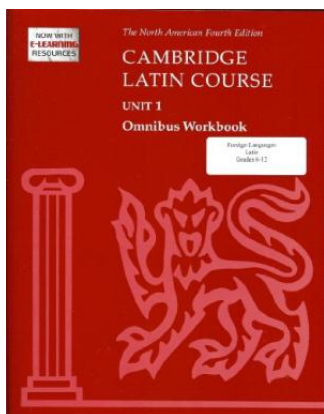 NOW WITH
E-LEARNING
RESOURCES
The North American Fourth Edition
CAMBRIDGE
LATIN COURSE
UNIT 1
Omnibus Workbook
Foreign Languages
Latin
Grades 6-12